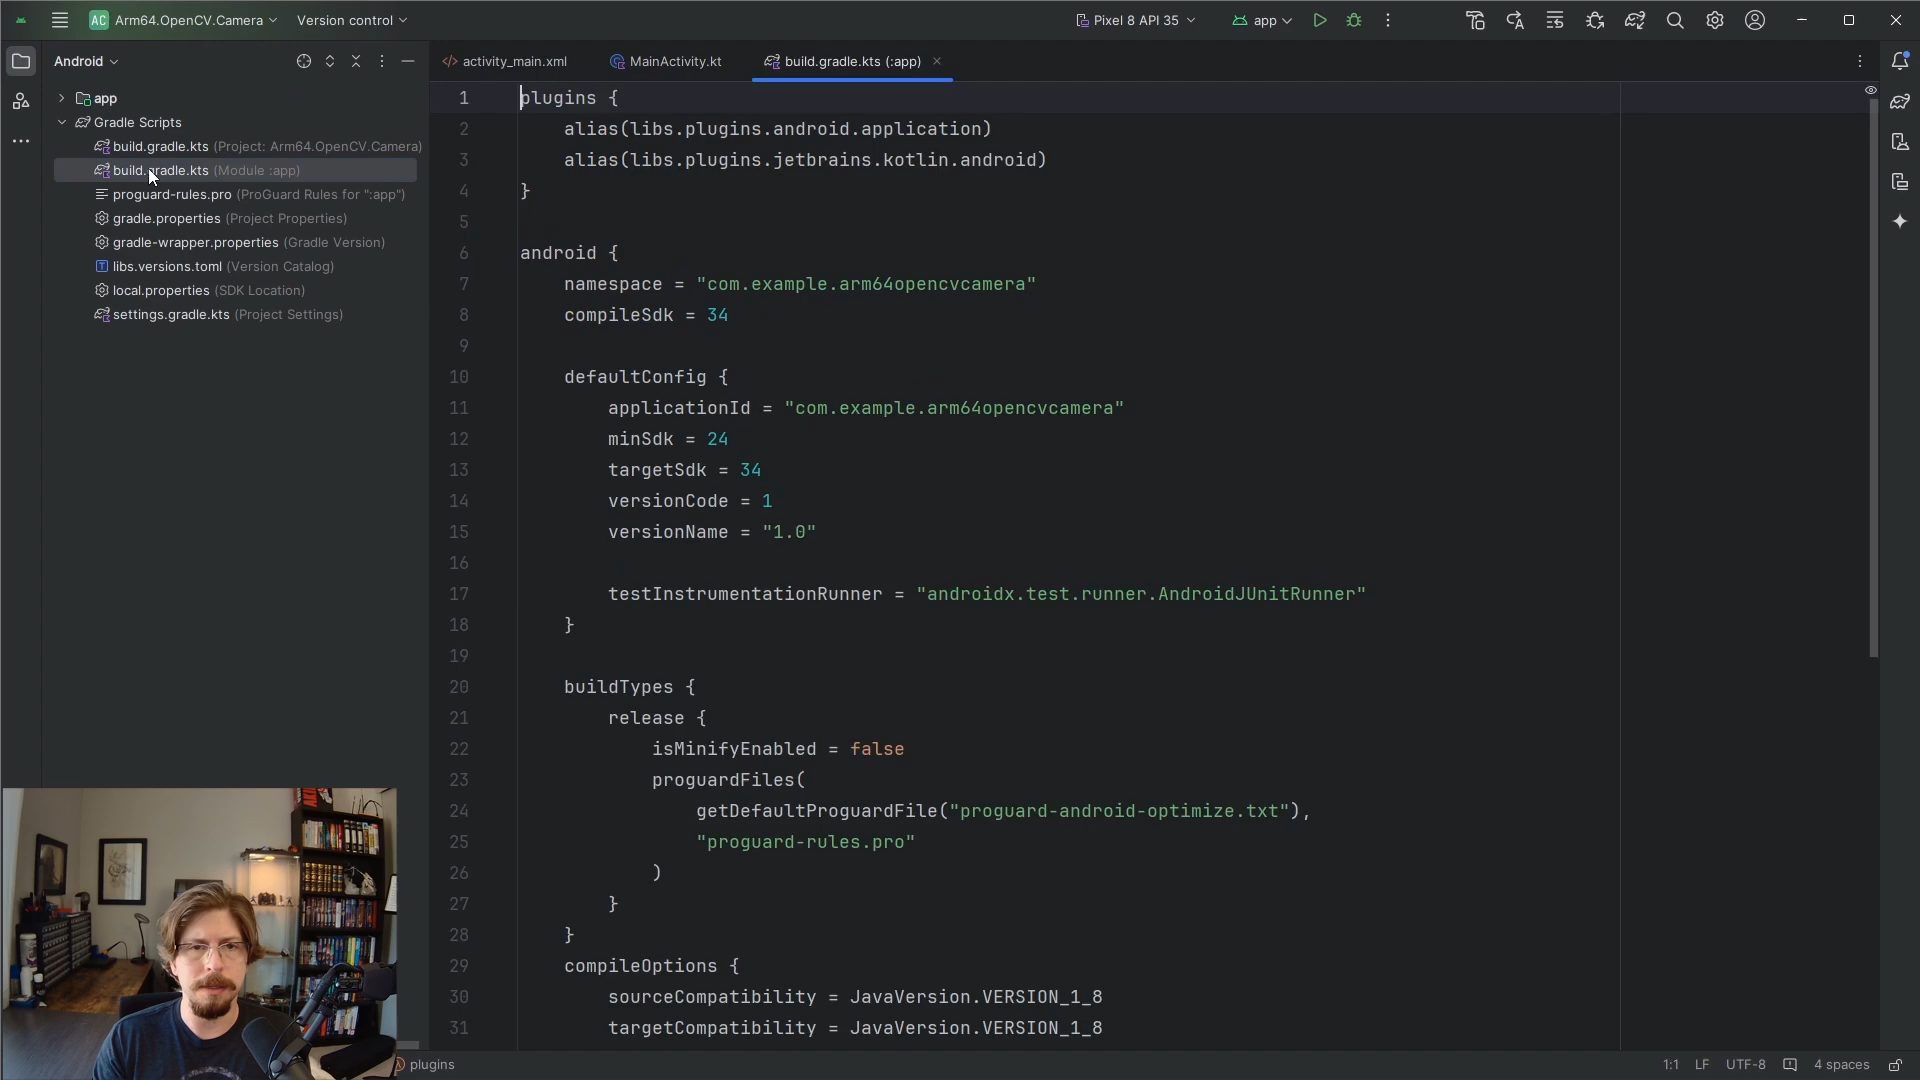 AC Arm64.OpenCV.Camera Version control Pixel 8 API 35 app
Android
activity_main.xml MainActivity.kt build.gradle.kts (:app)
app
Gradle Scripts
build.gradle.kts (Project: Arm64.OpenCV.Camera)
build.gradle.kts (Module :app)
proguard-rules.pro (ProGuard Rules for ":app")
gradle.properties (Project Properties)
gradle-wrapper.properties (Gradle Version)
libs.versions.toml (Version Catalog)
local.properties (SDK Location)
settings.gradle.kts (Project Settings)
1 plugins {
2 alias(libs.plugins.android.application)
3 alias(libs.plugins.jetbrains.kotlin.android)
4 }
5
6 android {
7 namespace = "com.example.arm64opencvcamera"
8 compileSdk = 34
9
10 defaultConfig {
11 applicationId = "com.example.arm64opencvcamera"
12 minSdk = 24
13 targetSdk = 34
14 versionCode = 1
15 versionName = "1.0"
16
17 testInstrumentationRunner = "androidx.test.runner.AndroidJUnitRunner"
18 }
19
20 buildTypes {
21 release {
22 isMinifyEnabled = false
23 proguardFiles(
24 getDefaultProguardFile("proguard-android-optimize.txt"),
25 "proguard-rules.pro"
26 )
27 }
28 }
29 compileOptions {
30 sourceCompatibility = JavaVersion.VERSION_1_8
31 targetCompatibility = JavaVersion.VERSION_1_8
plugins 1:1 LF UTF-8 4 spaces